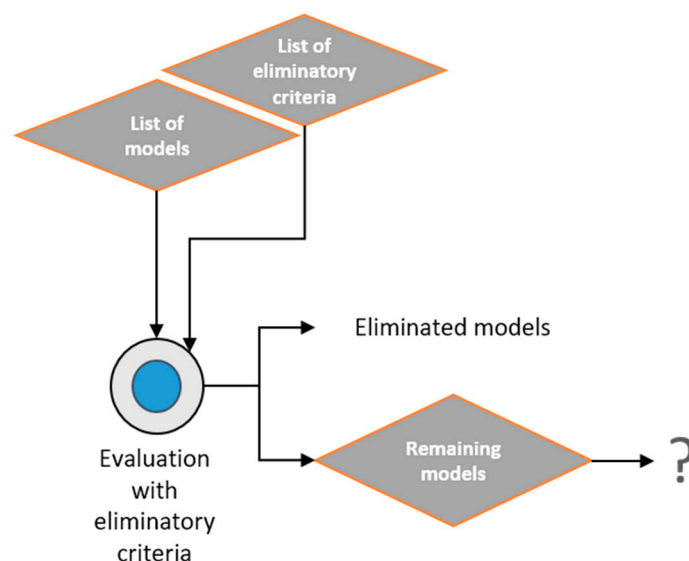 List of
eliminatory
criteria
List of
models
Eliminated models
Remaining
models
?
Evaluation
with
eliminatory
criteria